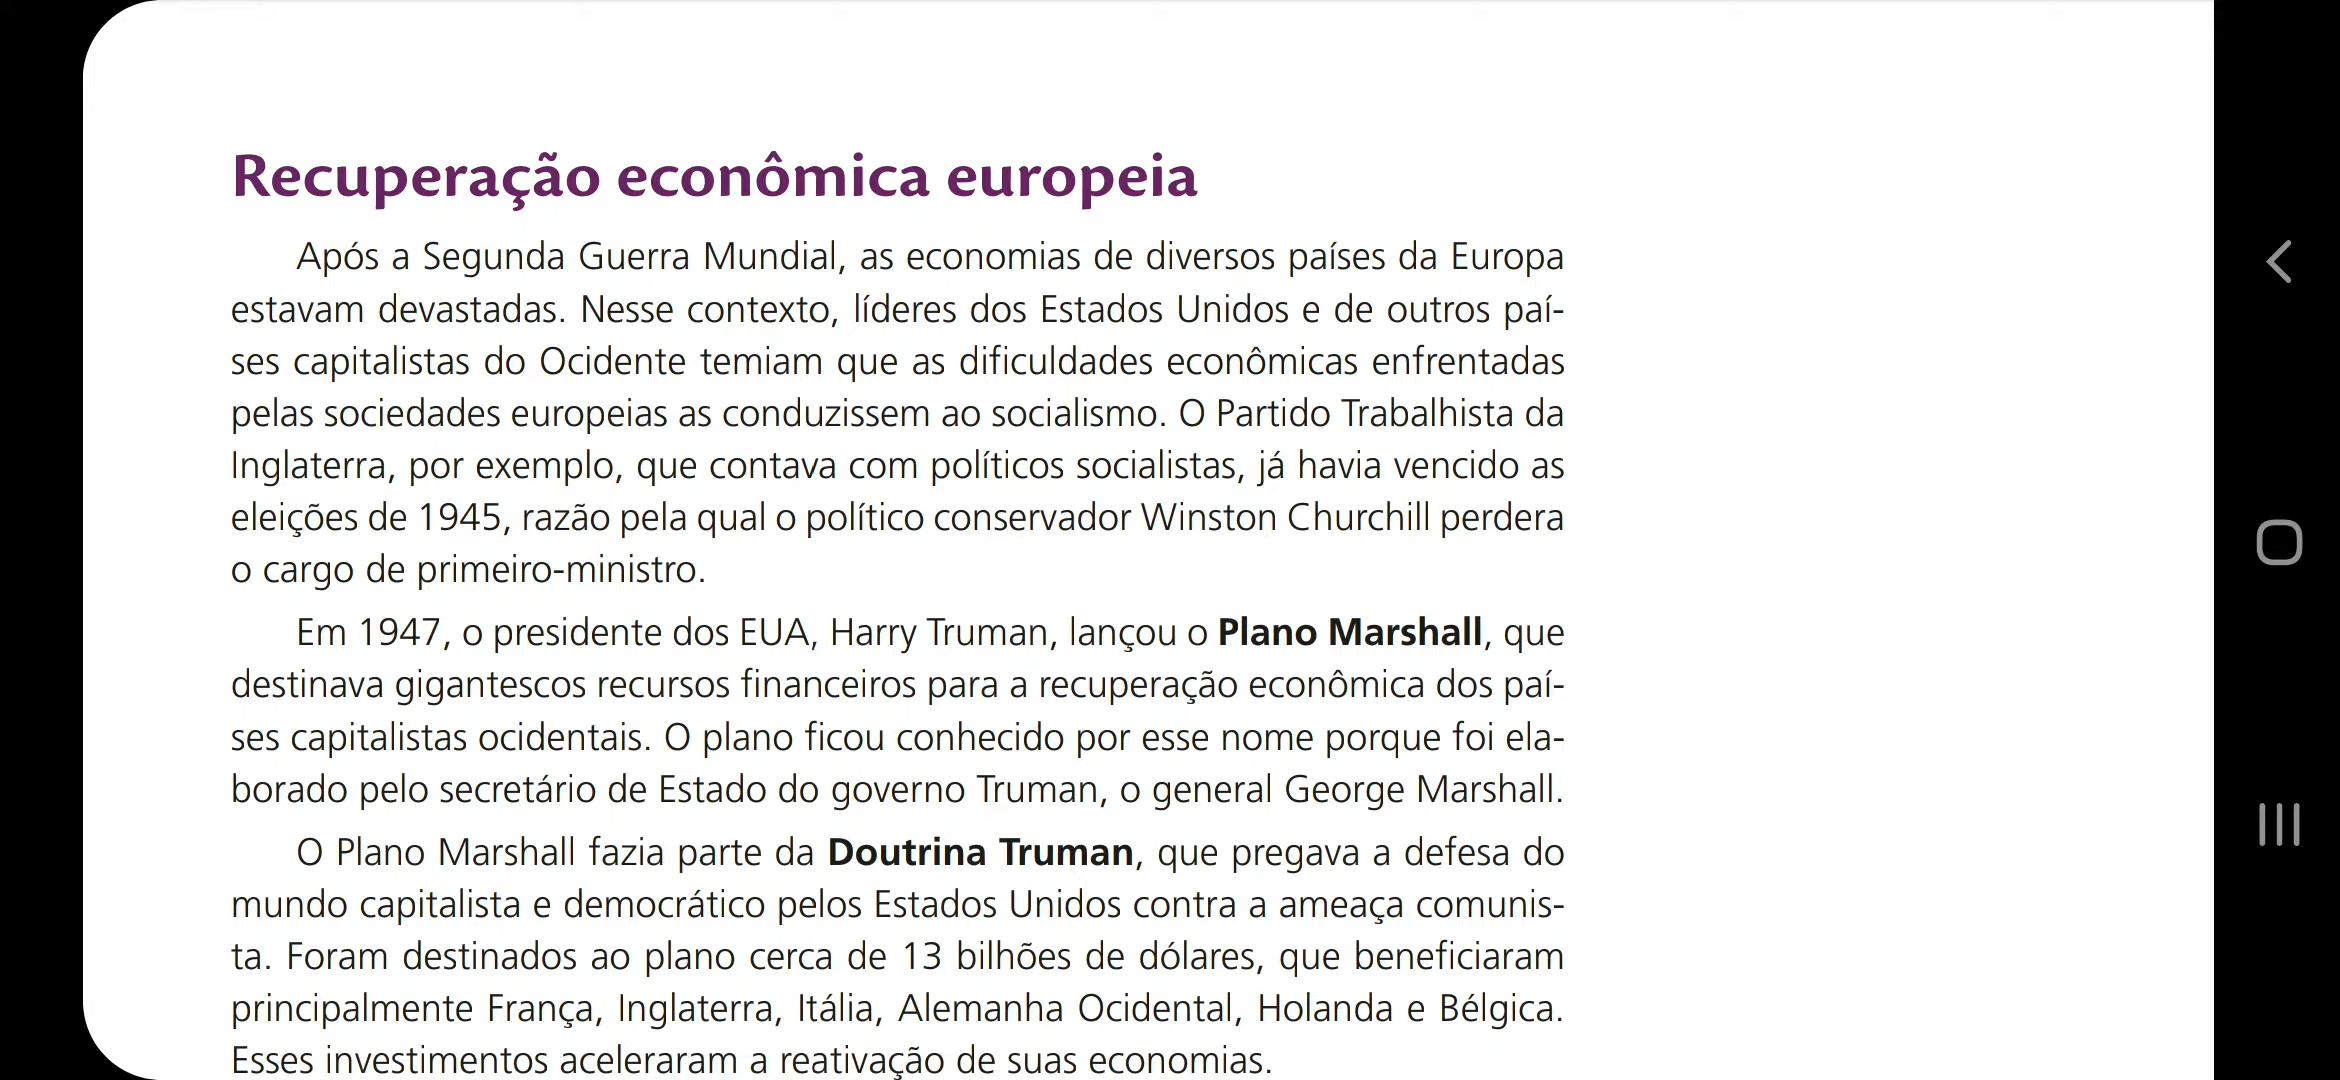 Recuperação econômica europeia
Após a Segunda Guerra Mundial, as economias de diversos países da Europa
estavam devastadas. Nesse contexto, líderes dos Estados Unidos e de outros paí-
ses capitalistas do Ocidente temiam que as dificuldades econômicas enfrentadas
pelas sociedades europeias as conduzissem ao socialismo. O Partido Trabalhista da
Inglaterra, por exemplo, que contava com políticos socialistas, já havia vencido as
eleições de 1945, razão pela qual o político conservador Winston Churchill perdera
o cargo de primeiro-ministro.
Em 1947, o presidente dos EUA, Harry Truman, lançou o Plano Marshall, que
destinava gigantescos recursos financeiros para a recuperação econômica dos paí-
ses capitalistas ocidentais. O plano ficou conhecido por esse nome porque foi ela-
borado pelo secretário de Estado do governo Truman, o general George Marshall.
O Plano Marshall fazia parte da Doutrina Truman, que pregava a defesa do
mundo capitalista e democrático pelos Estados Unidos contra a ameaça comunis-
ta. Foram destinados ao plano cerca de 13 bilhões de dólares, que beneficiaram
principalmente França, Inglaterra, Itália, Alemanha Ocidental, Holanda e Bélgica.
Esses investimentos aceleraram a reativação de suas economias.